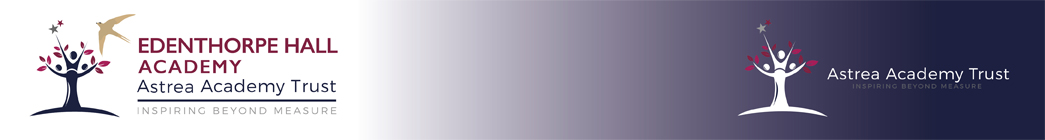 EDENTHORPE HALL
ACADEMY
Astrea Academy Trust
INSPIRING BEYOND MEASURE
Astrea Academy Trust
INSPIRING BEYOND MEASURE